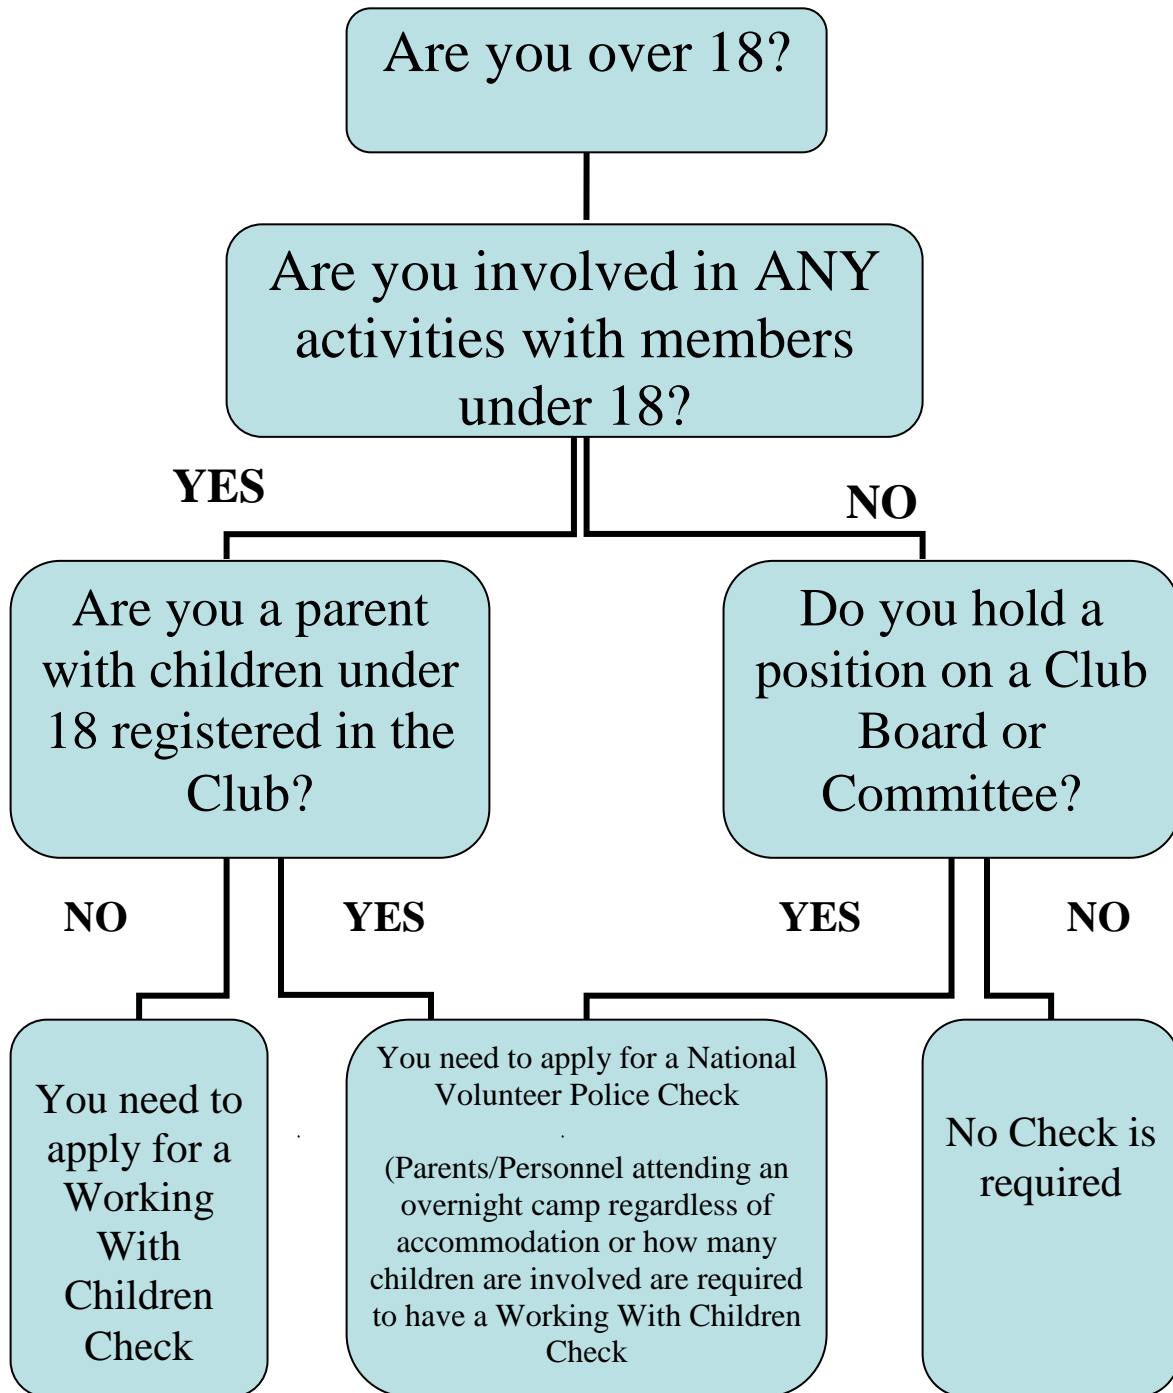 Are you over 18?
Are you involved in ANY
activities with members
under 18?
YES
NO
Are you a parent
with children under
18 registered in the
Club?
Do you hold a
position on a Club
Board or
Committee?
NO
YES
YES
NO
You need to
apply for a
Working
With
Children
Check
You need to apply for a National
Volunteer Police Check
(Parents/Personnel attending an
overnight camp regardless of
accommodation or how many
children are involved are required
to have a Working With Children
Check
No Check is
required